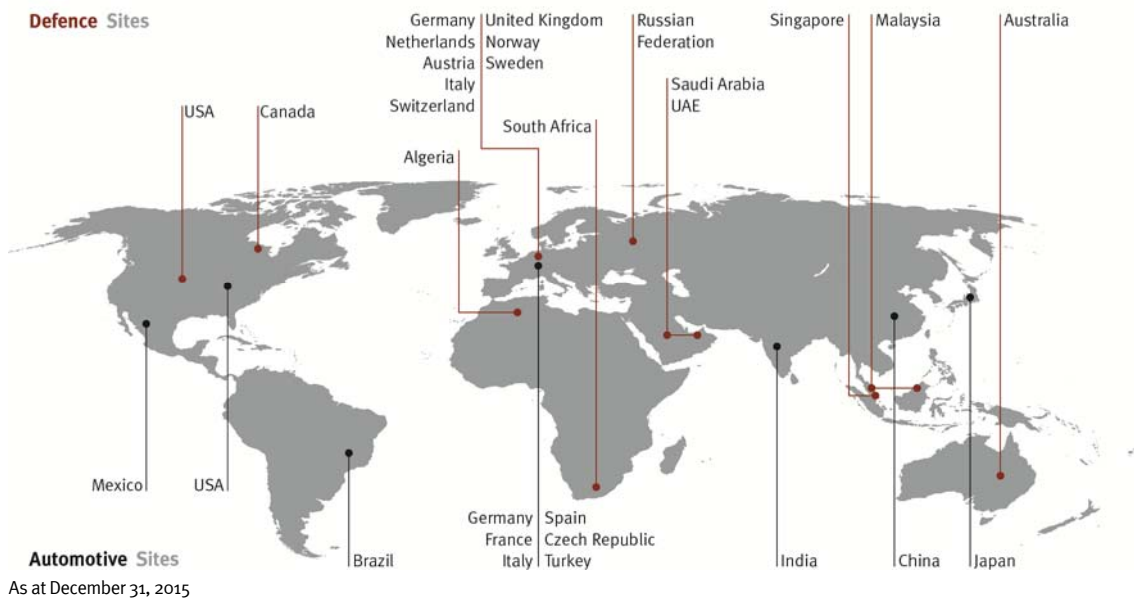 Defence Sites
Germany United Kingdom
Netherlands Norway
Austria Sweden
Italy
Switzerland
Russian
Federation
Singapore
Malaysia
Australia
Saudi Arabia
UAE
USA
Canada
South Africa
Algeria
Mexico
USA
Brazil
Germany Spain
France Czech Republic
Italy Turkey
India
China
Japan
Automotive Sites
As at December 31, 2015